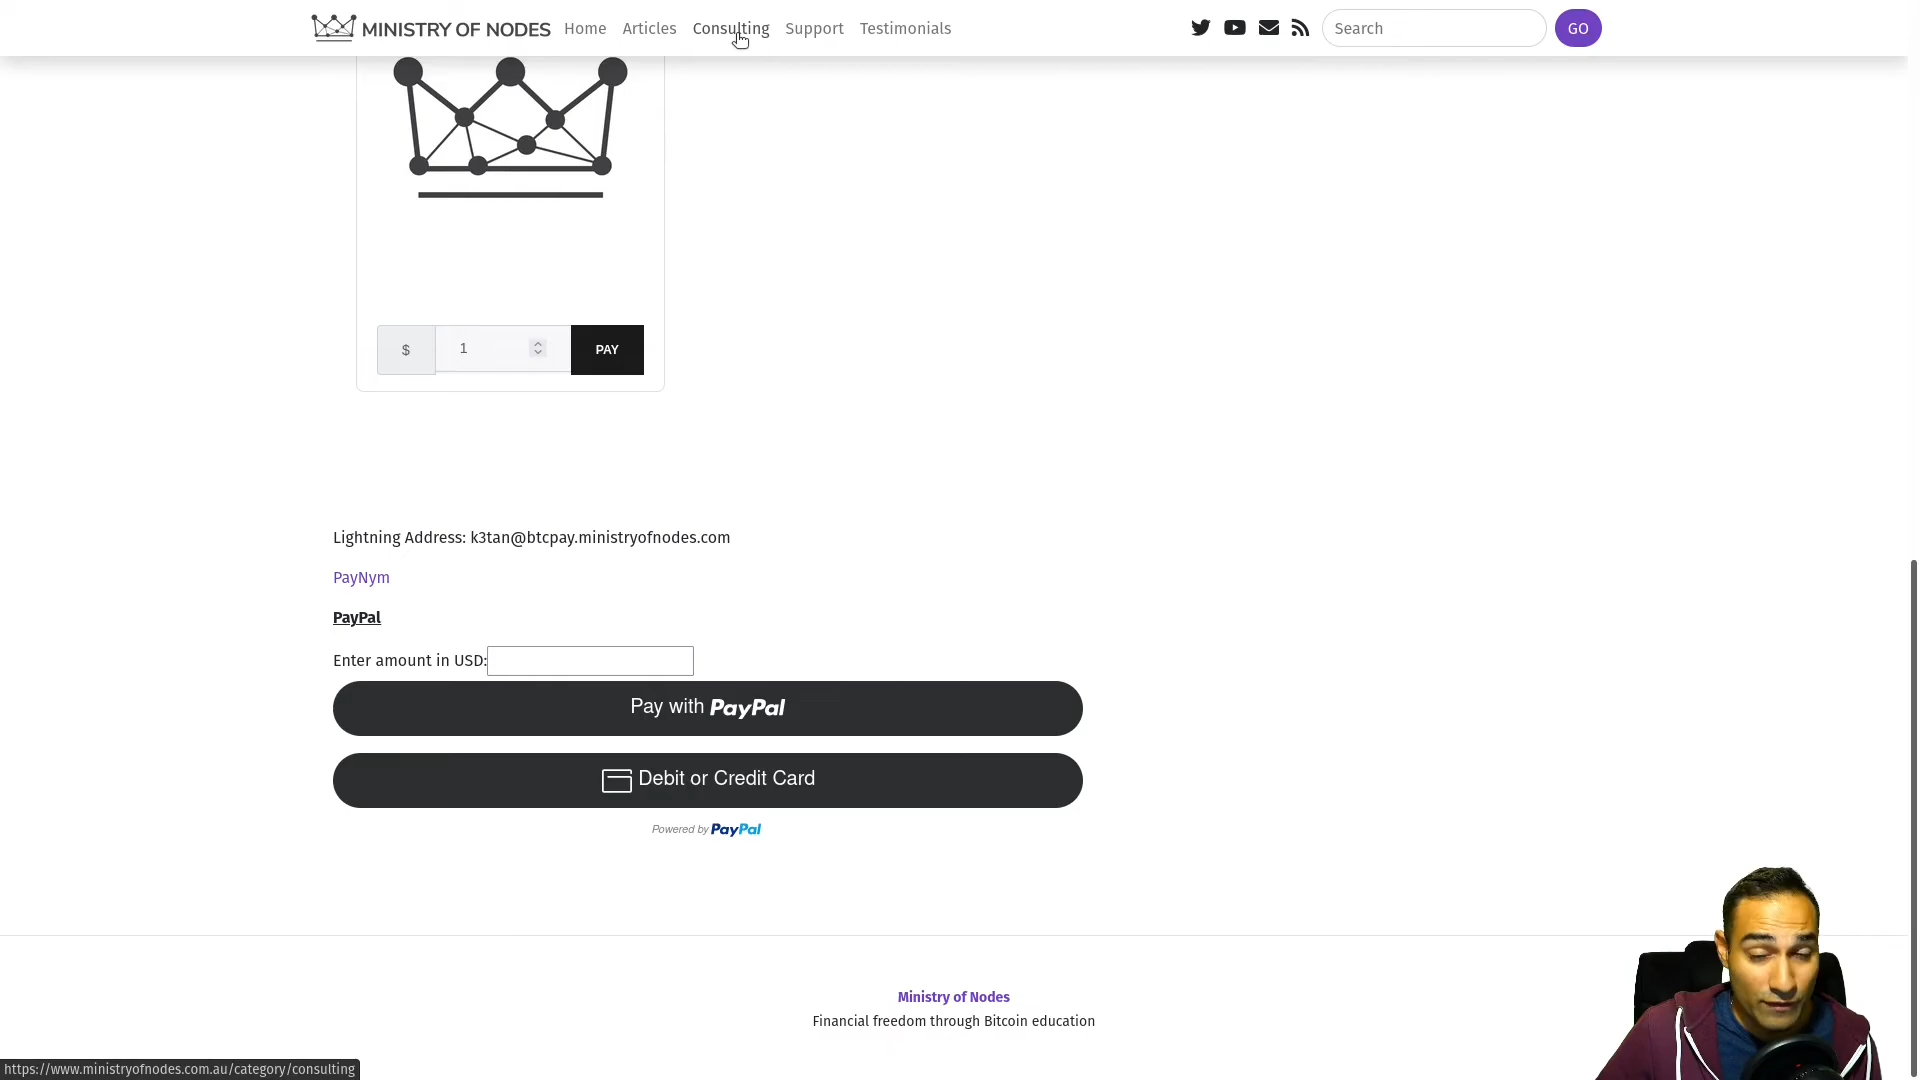 MINISTRY OF NODES Home Articles Consulting Support Testimonials Search GO
$ 1 PAY
Lightning Address: k3tan@btcpay.ministryofnodes.com
PayNym
PayPal
Enter amount in USD:
Pay with PayPal
Debit or Credit Card
Powered by PayPal
Ministry of Nodes
Financial freedom through Bitcoin education
https://www.ministryofnodes.com.au/category/consulting